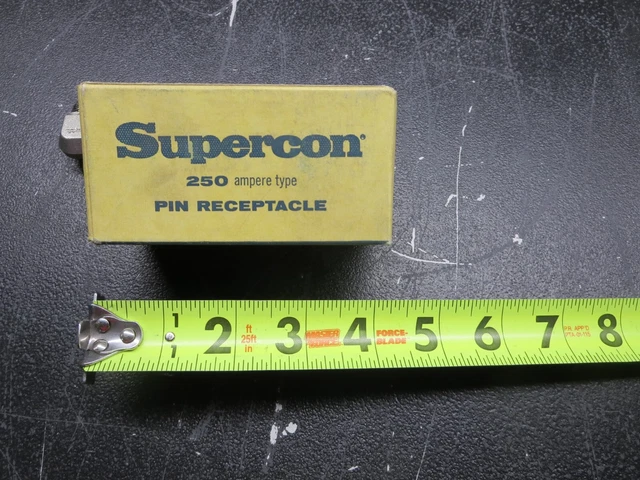 Supercon®
250 ampere type
PIN RECEPTACLE
1 2 ft 3 4 FORCE- 5 6 7 8
25ft BLADE
1 in